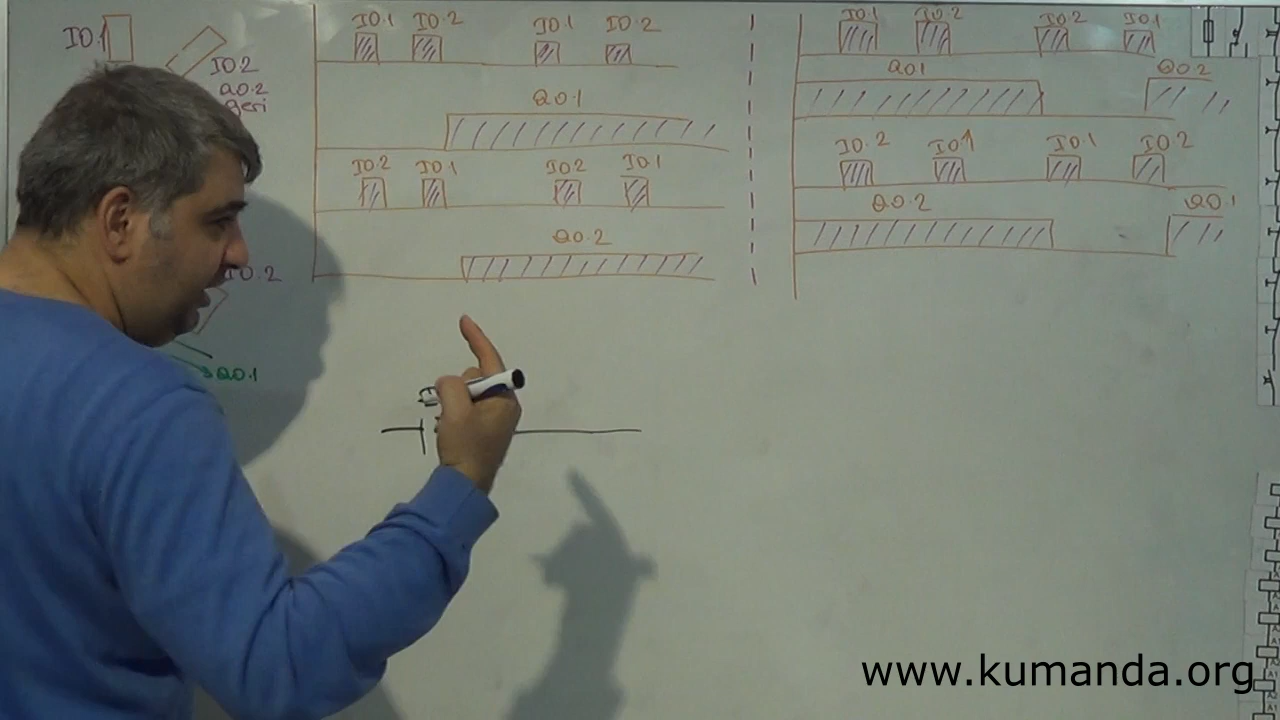 I0.1
I0.2
Q0.2
geri
I0.2
Q0.1
I0.1 I0.2 I0.1 I0.2
Q0.1
I0.2 I0.1 I0.2 I0.1
Q0.2
I0.1 I0.2 I0.2 I0.1
Q0.1 Q0.2
I0.2 I0.1 I0.1 I0.2
Q0.2 Q0.1
www.kumanda.org